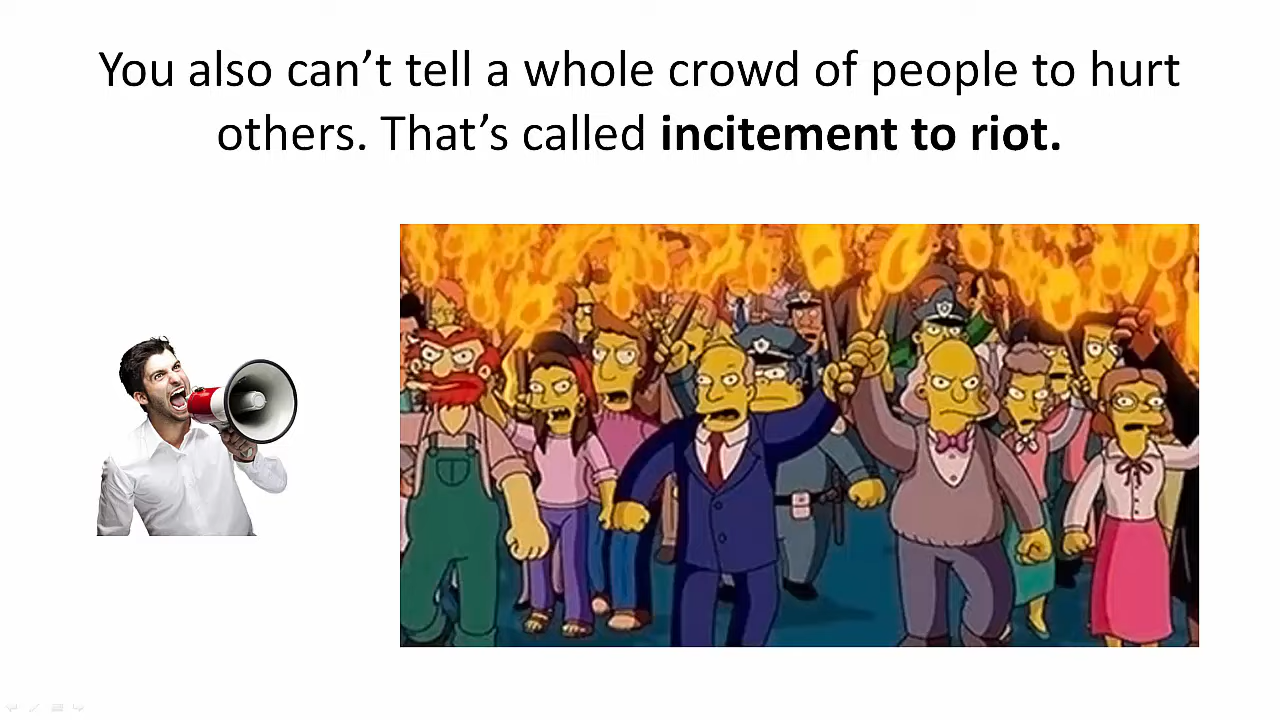 You also can’t tell a whole crowd of people to hurt
others. That’s called incitement to riot.